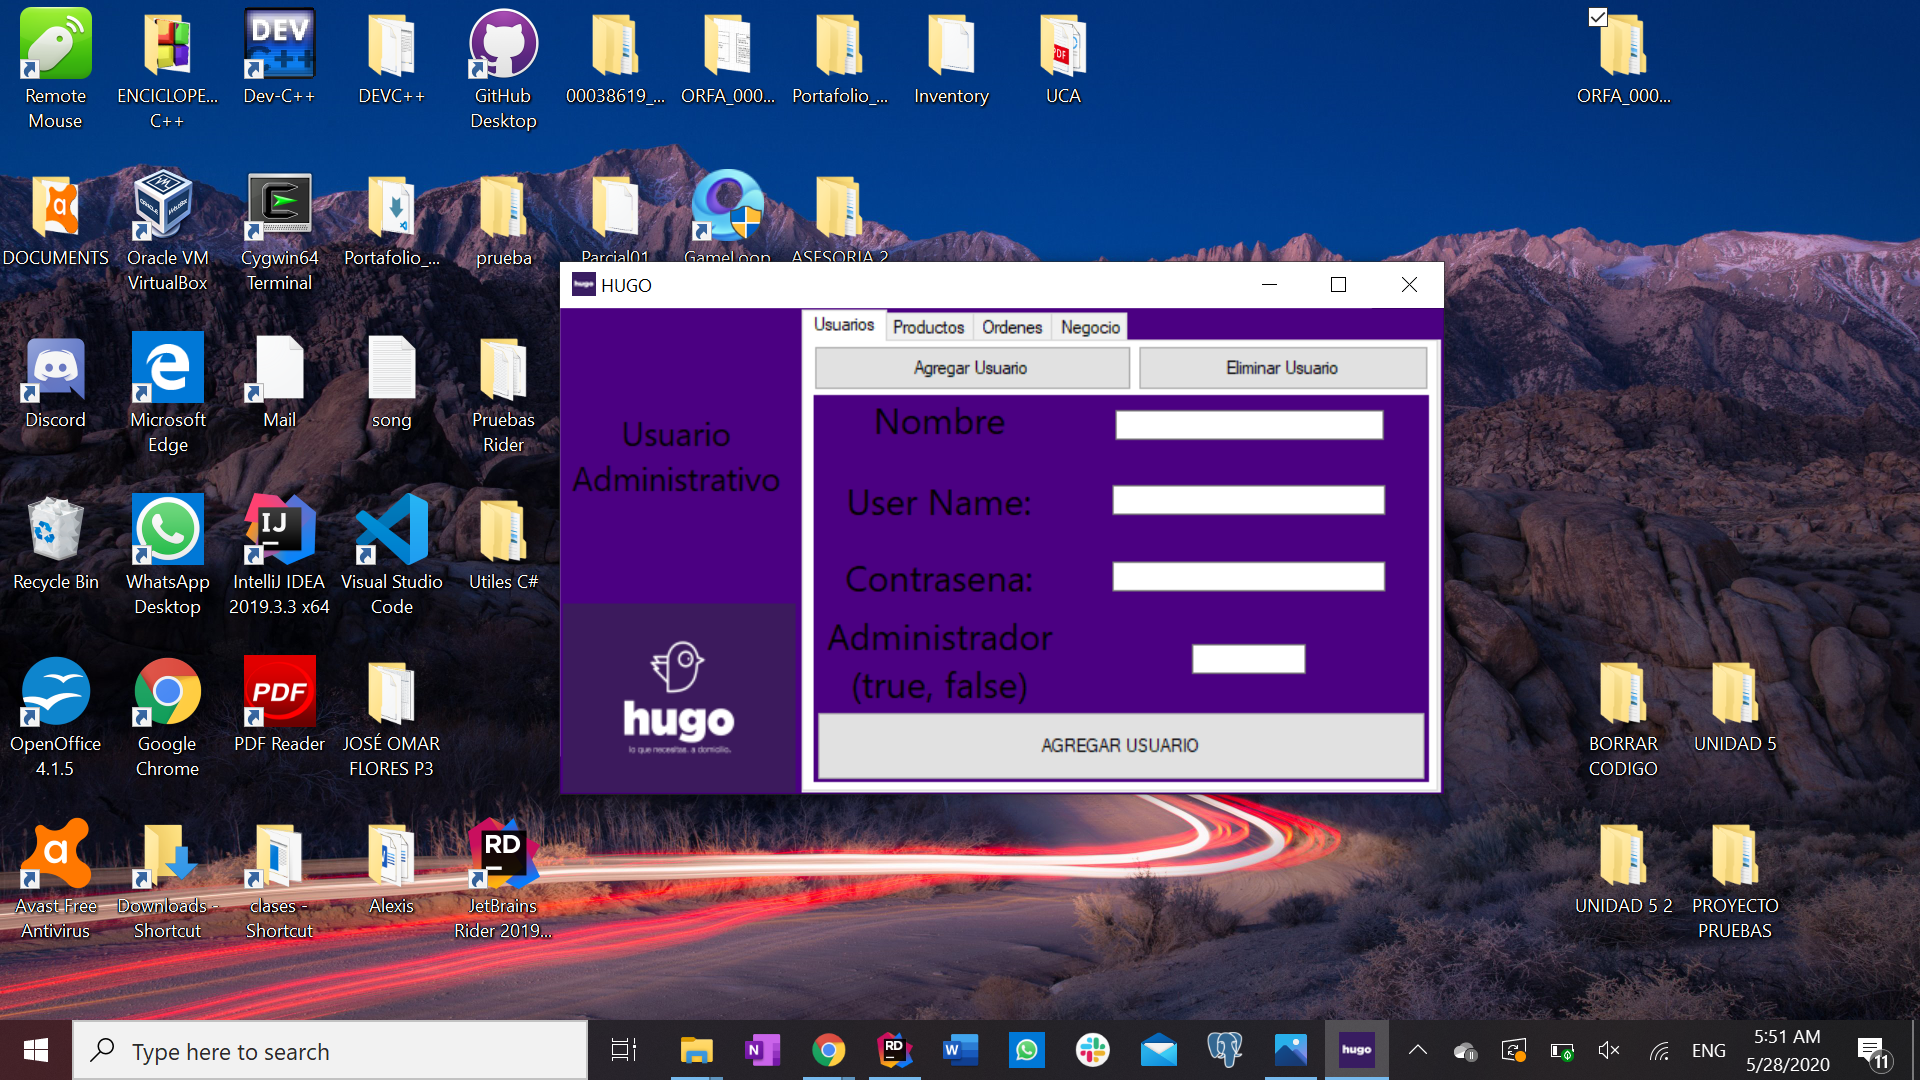 Remote
Mouse
ENCICLOPE...
C++
DEV
C++
Dev-C++
DEVC++
GitHub
Desktop
00038619_...
ORFA_000...
Portafolio_...
Inventory
PDF
UCA
ORFA_000...
DOCUMENTS
Oracle VM
VirtualBox
Cygwin64
Terminal
Portafolio_...
prueba
Parcial01
GameLoop
ASESORIA 2
Discord
Microsoft
Edge
Mail
song
Pruebas
Rider
Recycle Bin
WhatsApp
Desktop
IJ
IntelliJ IDEA
2019.3.3 x64
Visual Studio
Code
Utiles C#
OpenOffice
4.1.5
Google
Chrome
PDF
PDF Reader
JOSÉ OMAR
FLORES P3
Avast Free
Antivirus
Downloads -
Shortcut
clases -
Shortcut
Alexis
RD
JetBrains
Rider 2019...
BORRAR
CODIGO
UNIDAD 5
UNIDAD 5 2
PROYECTO
PRUEBAS
hugo
HUGO
Usuarios
Productos
Ordenes
Negocio
Agregar Usuario
Eliminar Usuario
Usuario
Administrativo
Nombre
User Name:
Contrasena:
Administrador
(true, false)
AGREGAR USUARIO
hugo
lo que necesitas. a domicilio.
Type here to search
N
RD
W
hugo
ENG
5:51 AM
5/28/2020
11